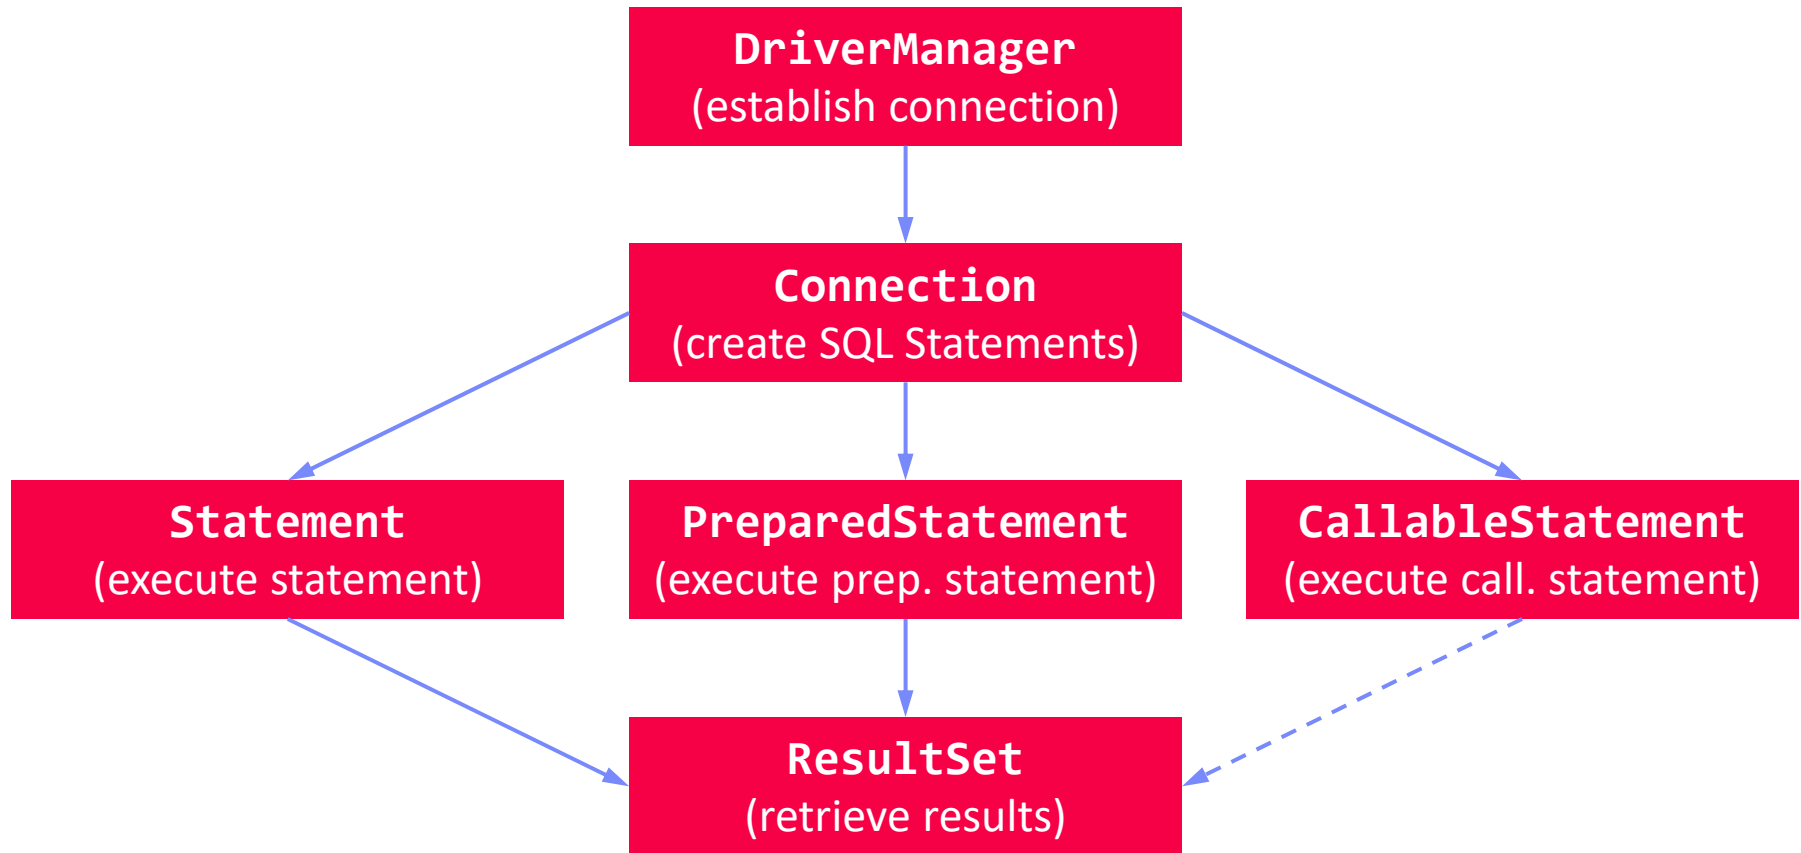 DriverManager
(establish connection)
Connection
(create SQL Statements)
Statement
(execute statement)
PreparedStatement
(execute prep. statement)
CallableStatement
(execute call. statement)
ResultSet
(retrieve results)